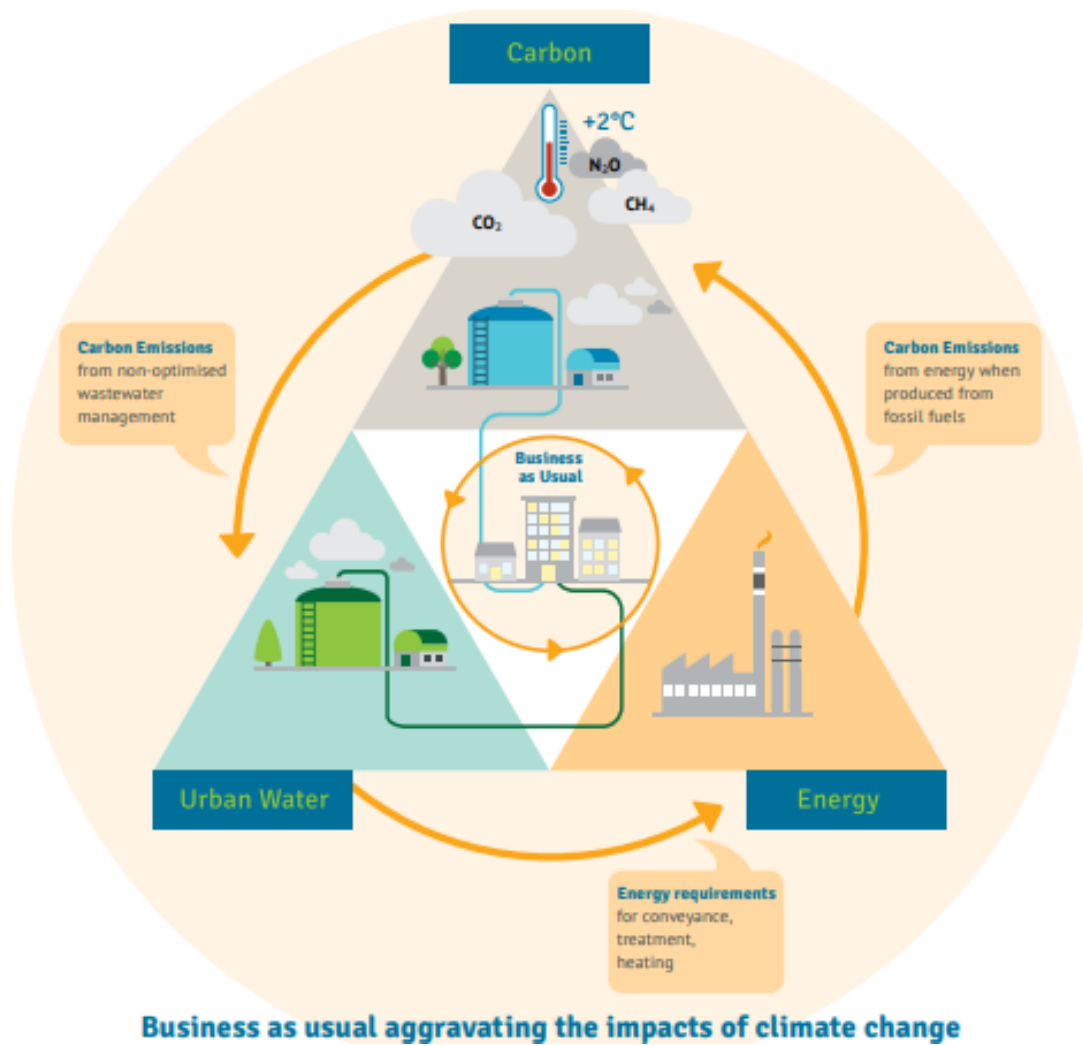 Carbon
+2°C
N₂O
CH₄
CO₂
Carbon Emissions
from non-optimised
wastewater
management
Carbon Emissions
from energy when
produced from
fossil fuels
Business
as Usual
Urban Water
Energy
Energy requirements
for conveyance,
treatment,
heating
Business as usual aggravating the impacts of climate change